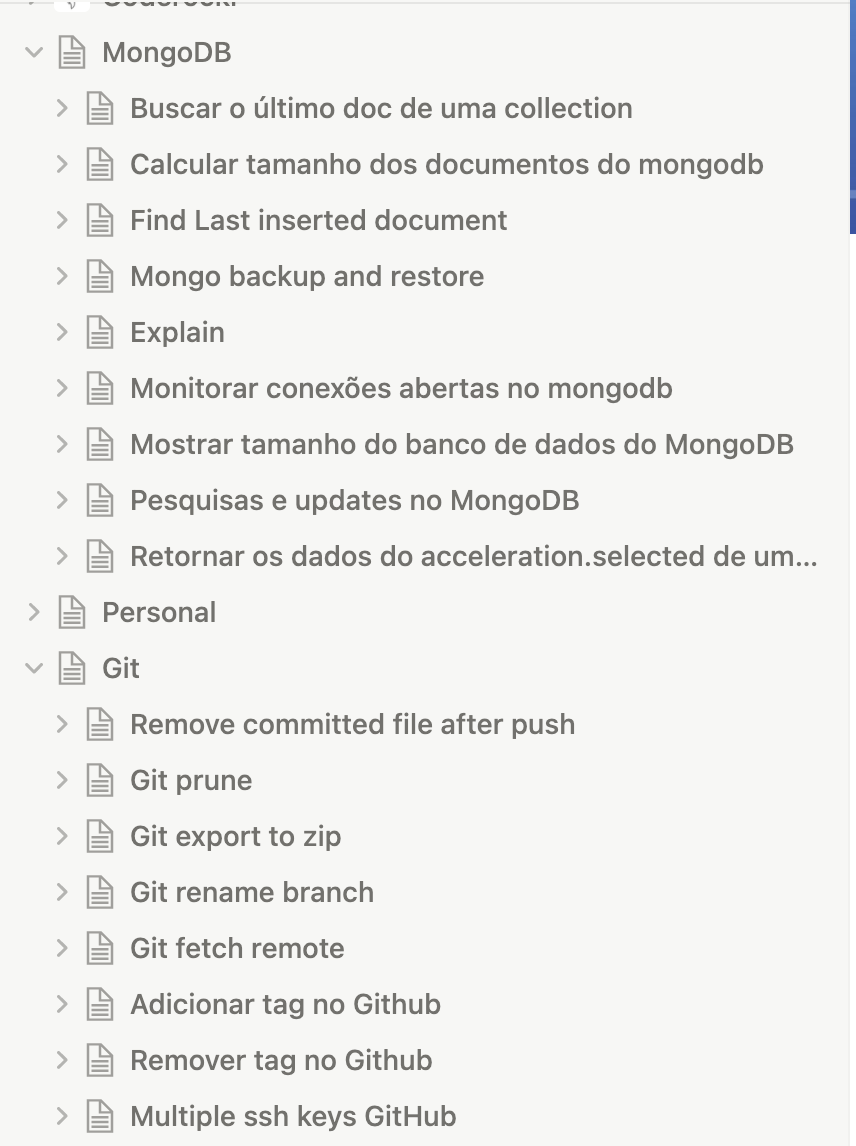 MongoDB
Buscar o último doc de uma collection
Calcular tamanho dos documentos do mongodb
Find Last inserted document
Mongo backup and restore
Explain
Monitorar conexões abertas no mongodb
Mostrar tamanho do banco de dados do MongoDB
Pesquisas e updates no MongoDB
Retornar os dados do acceleration.selected de um...
Personal
Git
Remove committed file after push
Git prune
Git export to zip
Git rename branch
Git fetch remote
Adicionar tag no Github
Remover tag no Github
Multiple ssh keys GitHub